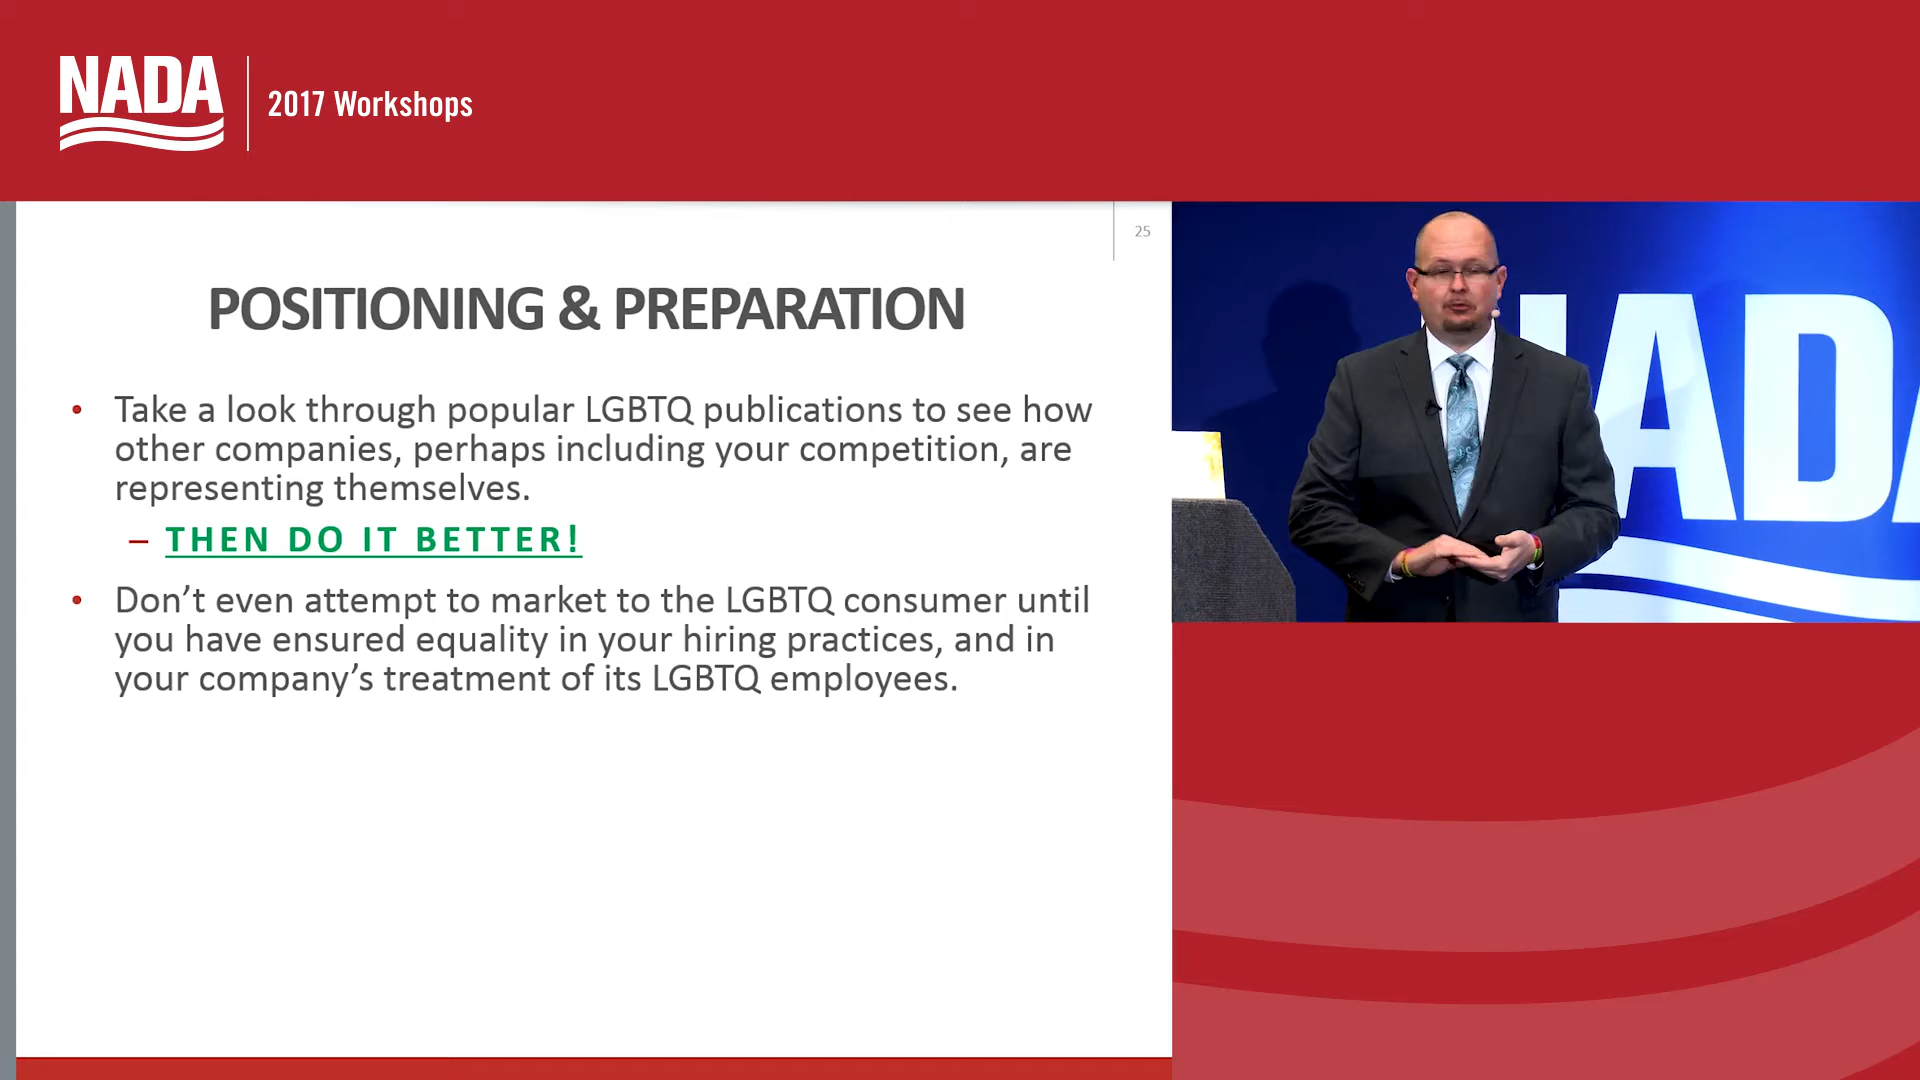 NADA
2017 Workshops
25
POSITIONING & PREPARATION
• Take a look through popular LGBTQ publications to see how
other companies, perhaps including your competition, are
representing themselves.
– THEN DO IT BETTER!
• Don’t even attempt to market to the LGBTQ consumer until
you have ensured equality in your hiring practices, and in
your company’s treatment of its LGBTQ employees.
NADA